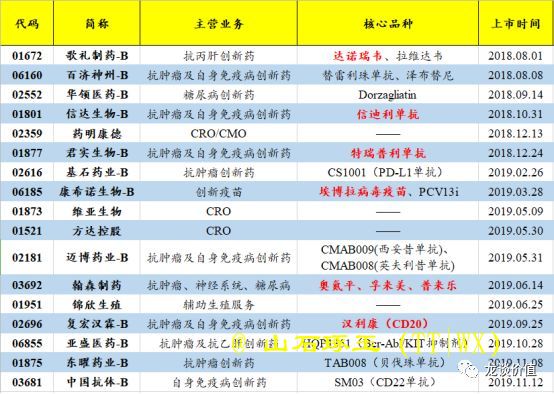 代码 简称 主营业务 核心品种 上市时间
01672 歌礼制药-B 抗丙肝创新药 达诺瑞韦、拉维达韦 2018.08.01
06160 百济神州-B 抗肿瘤及自身免疫病创新药 替雷利珠单抗、泽布替尼 2018.08.08
02552 华领医药-B 糖尿病创新药 Dorzagliatin 2018.09.14
01801 信达生物-B 抗肿瘤及自身免疫病创新药 信迪利单抗 2018.10.31
02359 药明康德 CRO/CMO —— 2018.12.13
01877 君实生物-B 抗肿瘤及自身免疫病创新药 特瑞普利单抗 2018.12.24
02616 基石药业-B 抗肿瘤创新药 CS1001（PD-L1单抗） 2019.02.26
06185 康希诺生物-B 创新疫苗 埃博拉病毒疫苗、PCV13i 2019.03.28
01873 维亚生物 CRO —— 2019.05.09
01521 方达控股 CRO —— 2019.05.30
02181 迈博药业-B 抗肿瘤及自身免疫病创新药 CMAB009(西妥昔单抗)、
CMAB008(英夫利昔单抗) 2019.05.31
03692 翰森制药 抗肿瘤、神经系统、糖尿病 奥氮平、孚来美、普来乐 2019.06.14
01951 锦欣生殖 辅助生殖服务 —— 2019.06.25
02696 复宏汉霖-B 抗肿瘤及自身免疫病创新药 汉利康（CD20） 2019.09.25
06855 亚盛医药-B 抗肿瘤及抗乙肝创新 2019.10.28
01875 东曜药业-B 抗肿瘤创新药 TAB008（贝伐珠单抗） 2019.11.08
03681 中国抗体-B 自身免疫病创新药 SM03（CD22单抗） 2019.11.12
龙谈价值